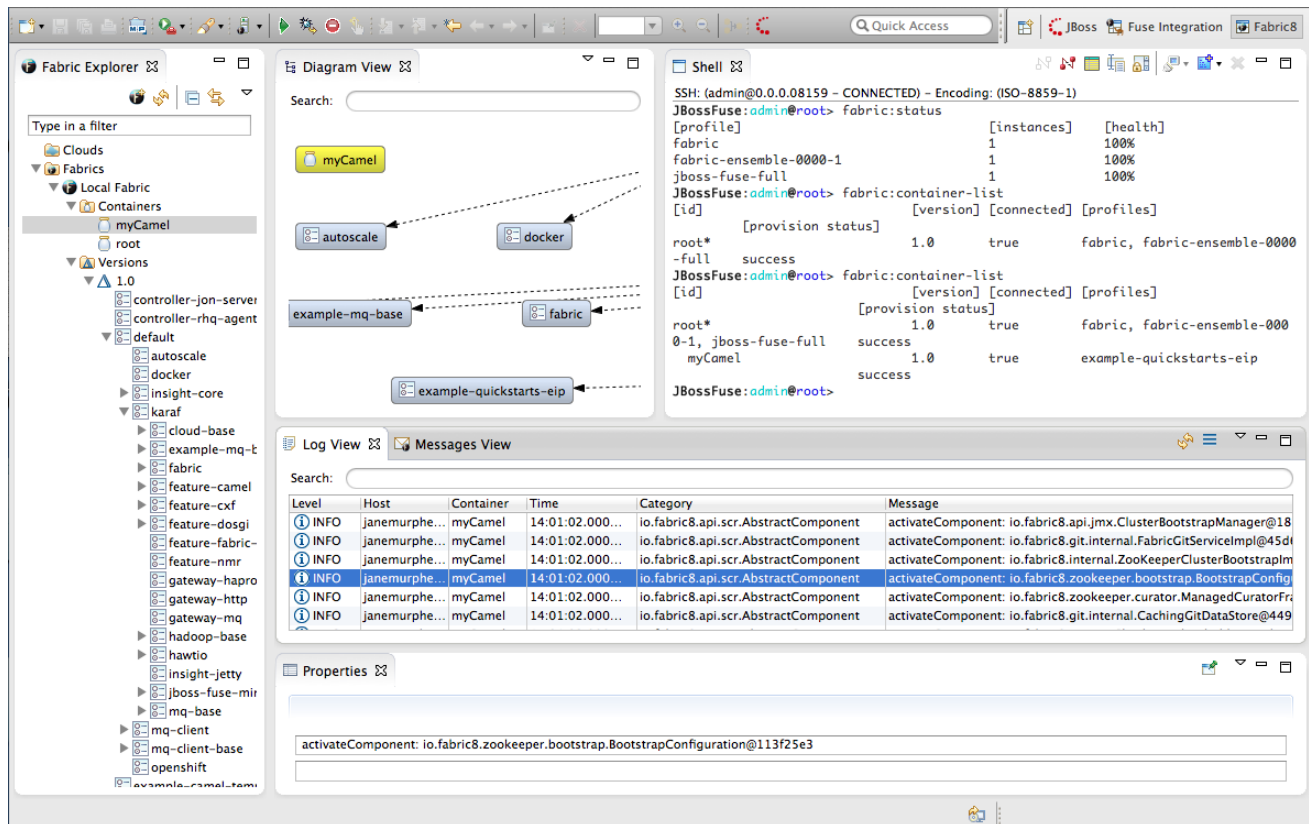 Quick Access
JBoss
Fuse Integration
Fabric8
Fabric Explorer
Type in a filter
Clouds
Fabrics
Local Fabric
Containers
myCamel
root
Versions
1.0
controller-jon-server
controller-rhq-agent
default
autoscale
docker
insight-core
karaf
cloud-base
example-mq-b
fabric
feature-camel
feature-cxf
feature-dosgi
feature-fabric-
feature-nmr
gateway-hapro
gateway-http
gateway-mq
hadoop-base
hawtio
insight-jetty
jboss-fuse-mir
mq-base
mq-client
mq-client-base
openshift
example-camel-temp
Diagram View
Search:
myCamel
autoscale
docker
example-mq-base
fabric
example-quickstarts-eip
Shell
SSH: (admin@0.0.0.08159 - CONNECTED) - Encoding: (ISO-8859-1)
JBossFuse:admin@root> fabric:status
[profile] [instances] [health]
fabric 1 100%
fabric-ensemble-0000-1 1 100%
jboss-fuse-full 1 100%
JBossFuse:admin@root> fabric:container-list
[id] [version] [connected] [profiles]
[provision status]
root* 1.0 true fabric, fabric-ensemble-0000
-full success
JBossFuse:admin@root> fabric:container-list
[id] [version] [connected] [profiles]
[provision status]
root* 1.0 true fabric, fabric-ensemble-000
0-1, jboss-fuse-full success
myCamel 1.0 true example-quickstarts-eip
success
JBossFuse:admin@root>
Log View
Messages View
Search:
Level Host Container Time Category Message
INFO janemurphe... myCamel 14:01:02.000... io.fabric8.api.scr.AbstractComponent activateComponent: io.fabric8.api.jmx.ClusterBootstrapManager@18
INFO janemurphe... myCamel 14:01:02.000... io.fabric8.api.scr.AbstractComponent activateComponent: io.fabric8.git.internal.FabricGitServiceImpl@45d6
INFO janemurphe... myCamel 14:01:02.000... io.fabric8.api.scr.AbstractComponent activateComponent: io.fabric8.internal.ZooKeeperClusterBootstrapIm
INFO janemurphe... myCamel 14:01:02.000... io.fabric8.api.scr.AbstractComponent activateComponent: io.fabric8.zookeeper.bootstrap.BootstrapConfigu
INFO janemurphe... myCamel 14:01:02.000... io.fabric8.api.scr.AbstractComponent activateComponent: io.fabric8.zookeeper.curator.ManagedCuratorFra
INFO janemurphe... myCamel 14:01:02.000... io.fabric8.api.scr.AbstractComponent activateComponent: io.fabric8.git.internal.CachingGitDataStore@449
Properties
activateComponent: io.fabric8.zookeeper.bootstrap.BootstrapConfiguration@113f25e3